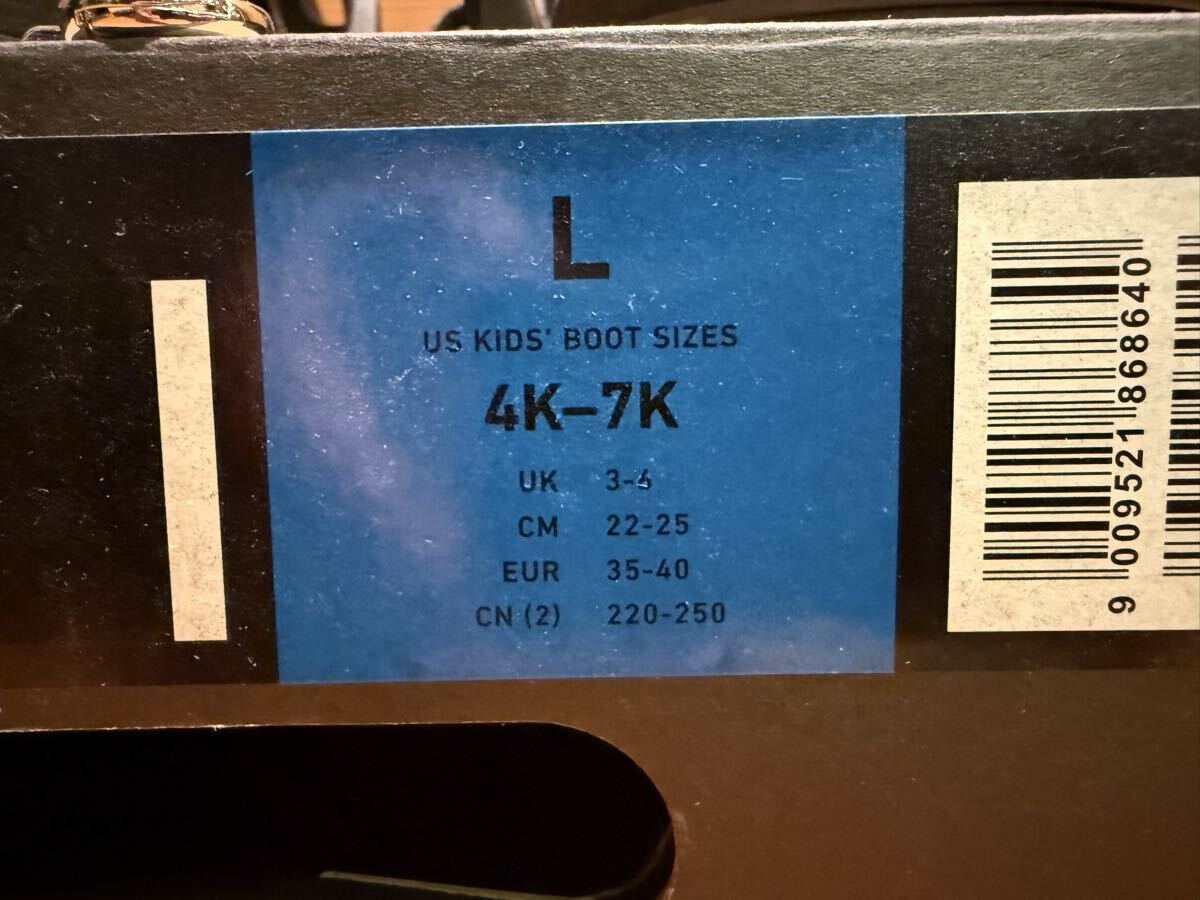 L
US KIDS' BOOT SIZES
4K–7K
UK 3-6
CM 22-25
EUR 35-40
CN (2) 220-250
9 009521 868640